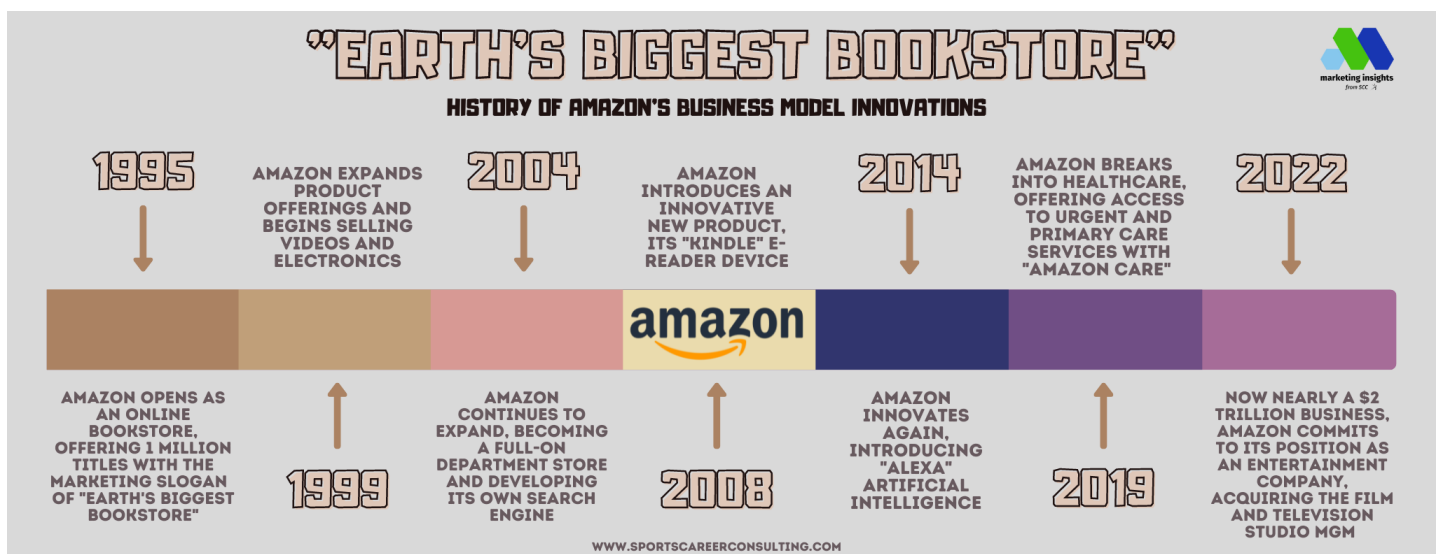 "EARTH'S BIGGEST BOOKSTORE"
marketing insights
from SCC
HISTORY OF AMAZON'S BUSINESS MODEL INNOVATIONS
1995
AMAZON OPENS AS
AN ONLINE
BOOKSTORE,
OFFERING 1 MILLION
TITLES WITH THE
MARKETING SLOGAN
OF "EARTH'S BIGGEST
BOOKSTORE"
AMAZON EXPANDS
PRODUCT
OFFERINGS AND
BEGINS SELLING
VIDEOS AND
ELECTRONICS
1999
2004
AMAZON
CONTINUES TO
EXPAND, BECOMING
A FULL-ON
DEPARTMENT STORE
AND DEVELOPING
ITS OWN SEARCH
ENGINE
AMAZON
INTRODUCES AN
INNOVATIVE
NEW PRODUCT,
ITS "KINDLE" E-
READER DEVICE
amazon
2008
2014
AMAZON
INNOVATES
AGAIN,
INTRODUCING
"ALEXA"
ARTIFICIAL
INTELLIGENCE
AMAZON BREAKS
INTO HEALTHCARE,
OFFERING ACCESS
TO URGENT AND
PRIMARY CARE
SERVICES WITH
"AMAZON CARE"
2019
2022
NOW NEARLY A $2
TRILLION BUSINESS,
AMAZON COMMITS
TO ITS POSITION AS
AN ENTERTAINMENT
COMPANY,
ACQUIRING THE FILM
AND TELEVISION
STUDIO MGM
WWW.SPORTSCAREERCONSULTING.COM